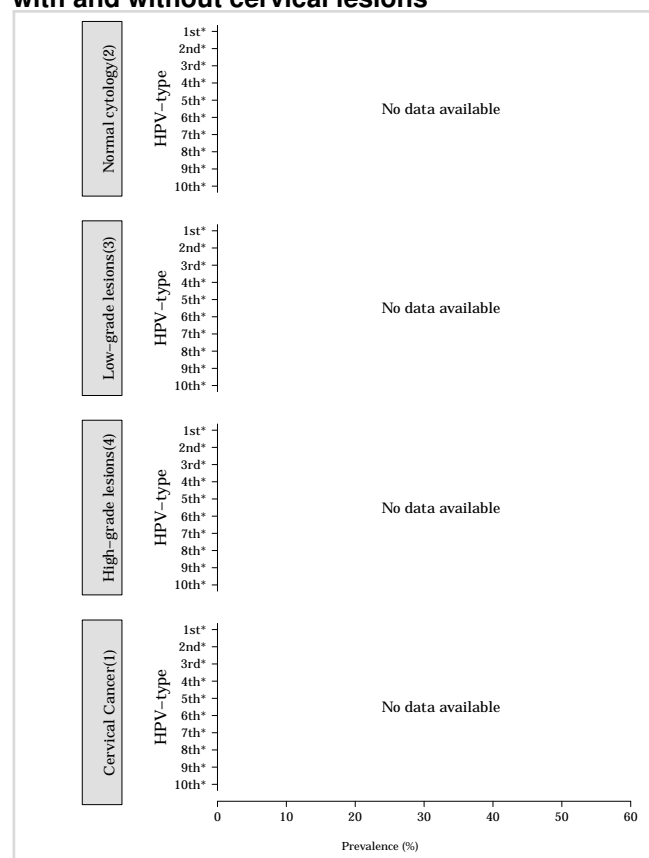 with and without cervical lesions
Normal cytology(2)
HPV−type
1st*
2nd*
3rd*
4th*
5th*
6th*
7th*
8th*
9th*
10th*
No data available
Low−grade lesions(3)
HPV−type
1st*
2nd*
3rd*
4th*
5th*
6th*
7th*
8th*
9th*
10th*
No data available
High−grade lesions(4)
HPV−type
1st*
2nd*
3rd*
4th*
5th*
6th*
7th*
8th*
9th*
10th*
No data available
Cervical Cancer(1)
HPV−type
1st*
2nd*
3rd*
4th*
5th*
6th*
7th*
8th*
9th*
10th*
No data available
0 10 20 30 40 50 60
Prevalence (%)